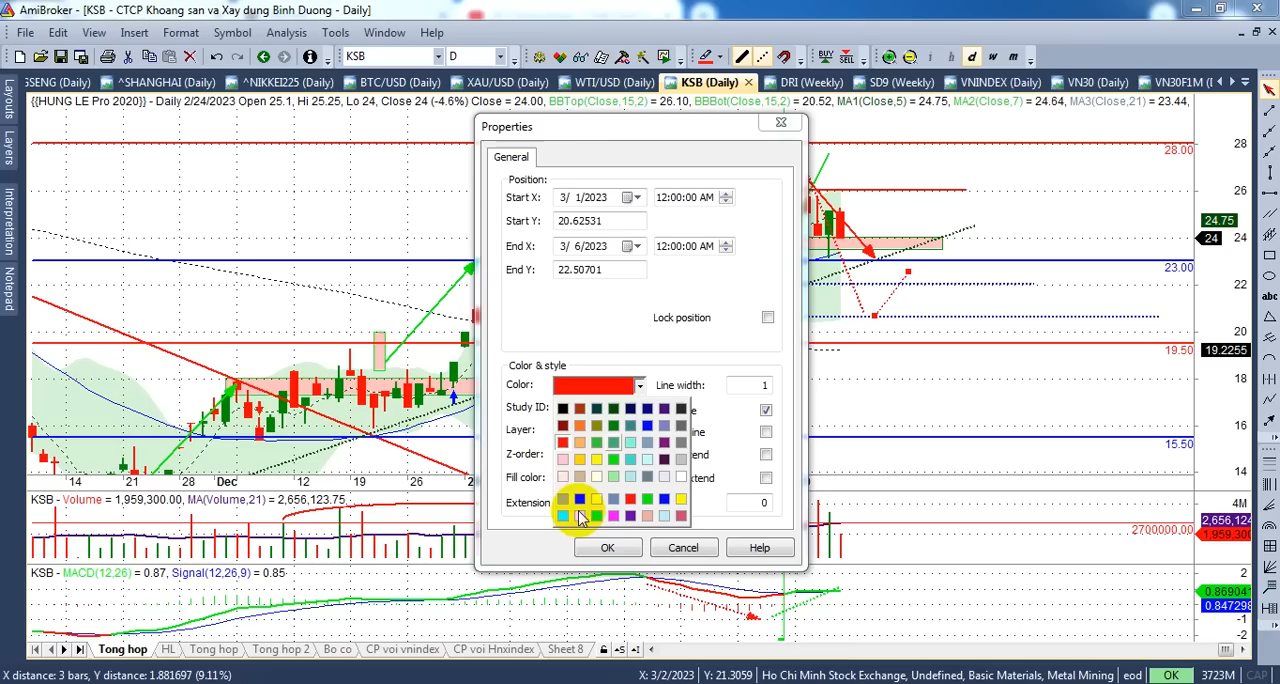 AmiBroker - [KSB - CTCP Khoang san va Xay dung Binh Duong - Daily]
File Edit View Insert Format Symbol Analysis Tools Window Help
KSB D BUY SELL i h d w m
SSENG (Daily) ^SHANGHAI (Daily) ^NIKKEI225 (Daily) BTC/USD (Daily) XAU/USD (Daily) WTI/USD (Daily) KSB (Daily) DRI (Weekly) SD9 (Weekly) VNINDEX (Daily) VN30 (Daily) VN30F1M (
{{HUNG LE Pro 2020}} - Daily 2/24/2023 Open 25.1, Hi 25.25, Lo 24, Close 24 (-4.6%) Close = 24.00, BBTop(Close,15,2) = 26.10, BBBot(Close,15,2) = 20.52, MA1(Close,5) = 24.75, MA2(Close,7) = 24.64, MA3(Close,21) = 23.44,
Layouts
Layers
Interpretation
Notepad
Properties
General
Position:
Start X: 3/ 1/2023 12:00:00 AM
Start Y: 20.62531
End X: 3/ 6/2023 12:00:00 AM
End Y: 22.50701
Lock position
Color & style
Color: Line width: 1
Study ID:
Layer:
Z-order:
Fill color:
Extension 0
OK Cancel Help
28
28.00
26
24.75
24
24
23.00
22
20
19.50
19.2255
18
16
15.50
14
14 21 28 Dec 12 19 26
abc
KSB - Volume = 1,959,300.00, MA(Volume,21) = 2,656,123.75
4M
2,656,124
2700000.00
1,959,300
KSB - MACD(12,26) = 0.87, Signal(12,26,9) = 0.85
2
0.869041
0.847298
-1
-2
Tong hop HL Tong hop Tong hop 2 Bo co CP voi vnindex CP voi Hnxindex Sheet 8
X distance: 3 bars, Y distance: 1.881697 (9.11%) X: 3/2/2023 Y: 21.3059 Ho Chi Minh Stock Exchange, Undefined, Basic Materials, Metal Mining eod OK 3723M CAP